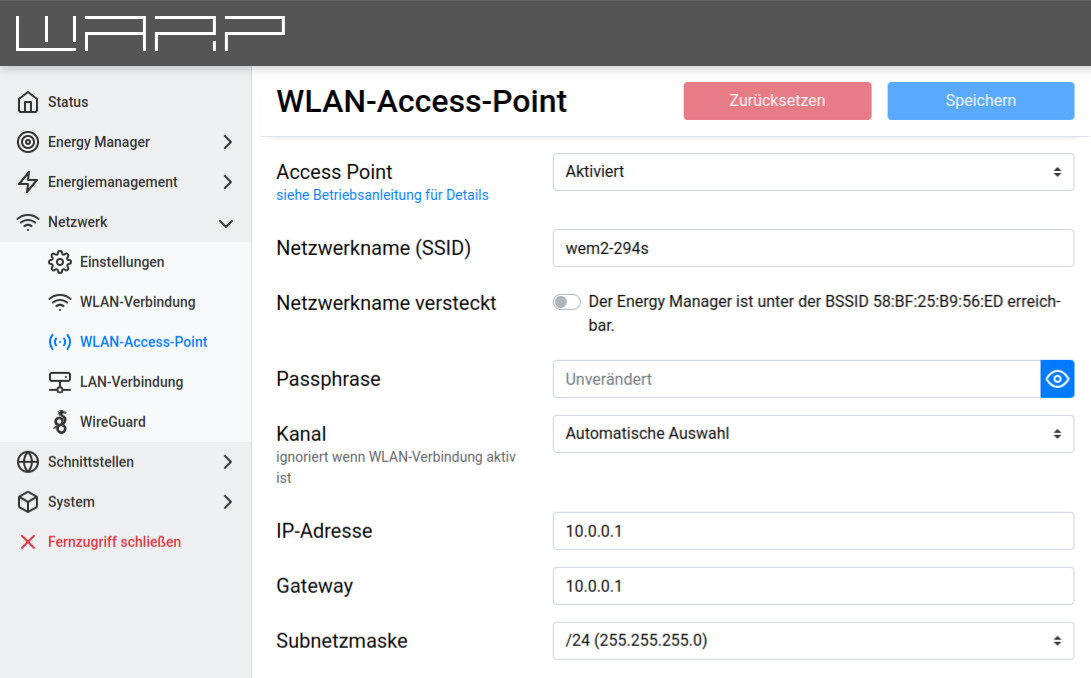 WARP
Status
Energy Manager
Energiemanagement
Netzwerk
Einstellungen
WLAN-Verbindung
WLAN-Access-Point
LAN-Verbindung
WireGuard
Schnittstellen
System
Fernzugriff schließen
WLAN-Access-Point
Zurücksetzen
Speichern
Access Point
siehe Betriebsanleitung für Details
Aktiviert
Netzwerkname (SSID)
wem2-294s
Netzwerkname versteckt
Der Energy Manager ist unter der BSSID 58:BF:25:B9:56:ED erreich-
bar.
Passphrase
Unverändert
Kanal
ignoriert wenn WLAN-Verbindung aktiv
ist
Automatische Auswahl
IP-Adresse
10.0.0.1
Gateway
10.0.0.1
Subnetzmaske
/24 (255.255.255.0)